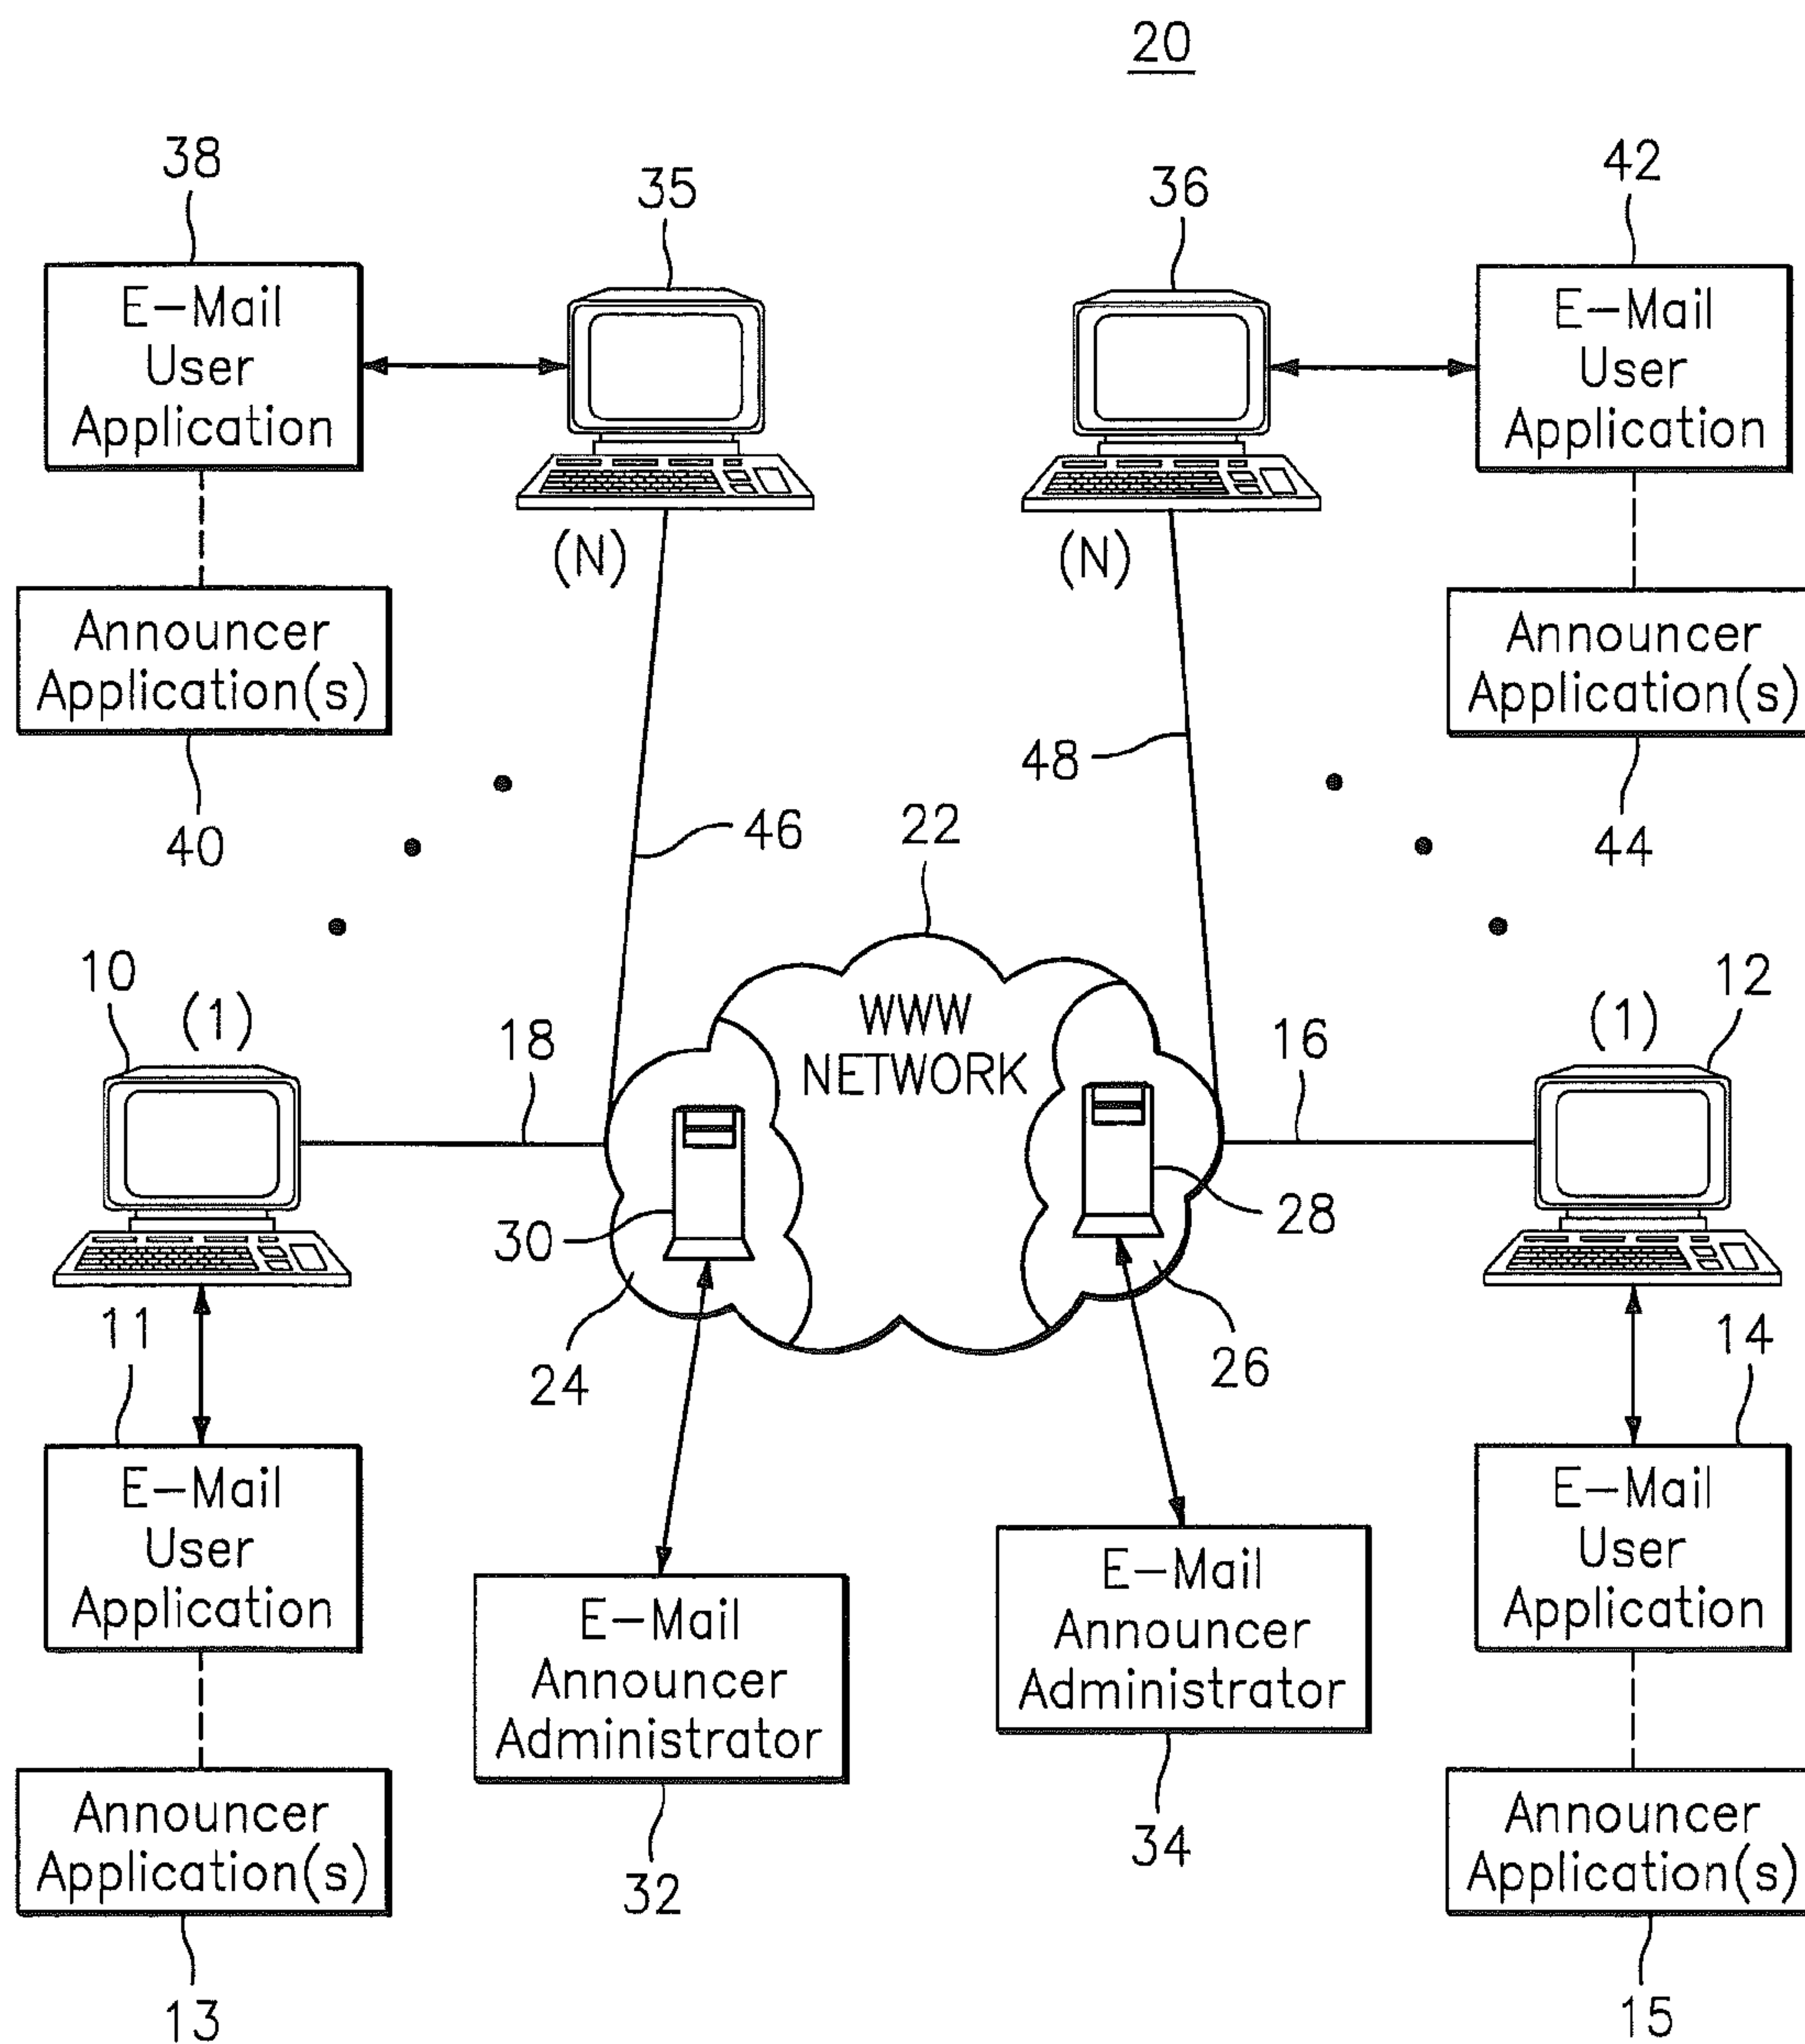 20
38
35
36
42
E-Mail
User
Application
E-Mail
User
Application
(N)
(N)
Announcer
Application(s)
Announcer
Application(s)
48
46
22
40
44
10
(1)
WWW
NETWORK
18
16
(1)
12
30
28
11
24
26
14
E-Mail
User
Application
E-Mail
Announcer
Administrator
E-Mail
Announcer
Administrator
E-Mail
User
Application
Announcer
Application(s)
32
34
Announcer
Application(s)
13
15